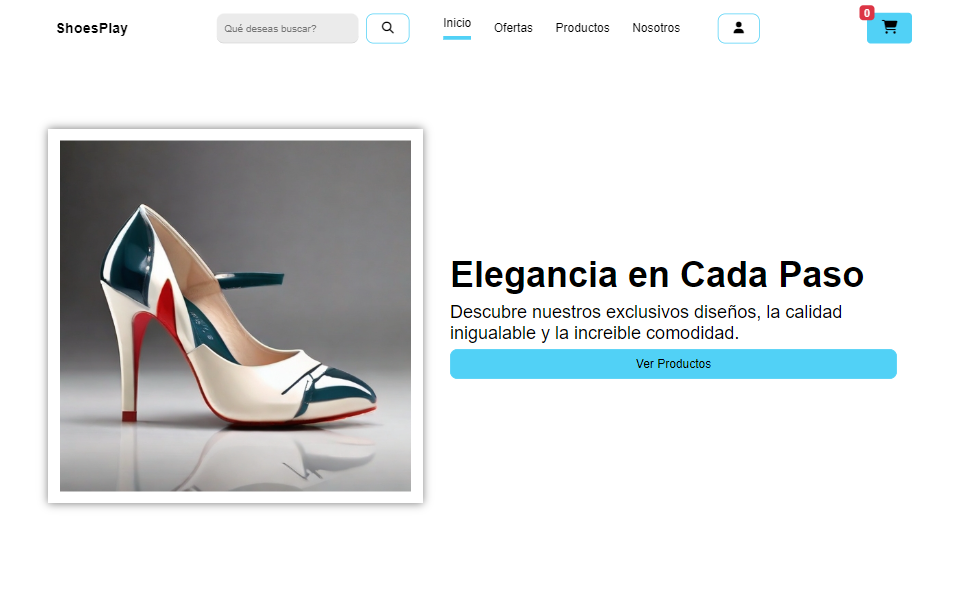 ShoesPlay
Qué deseas buscar?
Inicio
Ofertas
Productos
Nosotros
0
Elegancia en Cada Paso
Descubre nuestros exclusivos diseños, la calidad
inigualable y la increible comodidad.
Ver Productos